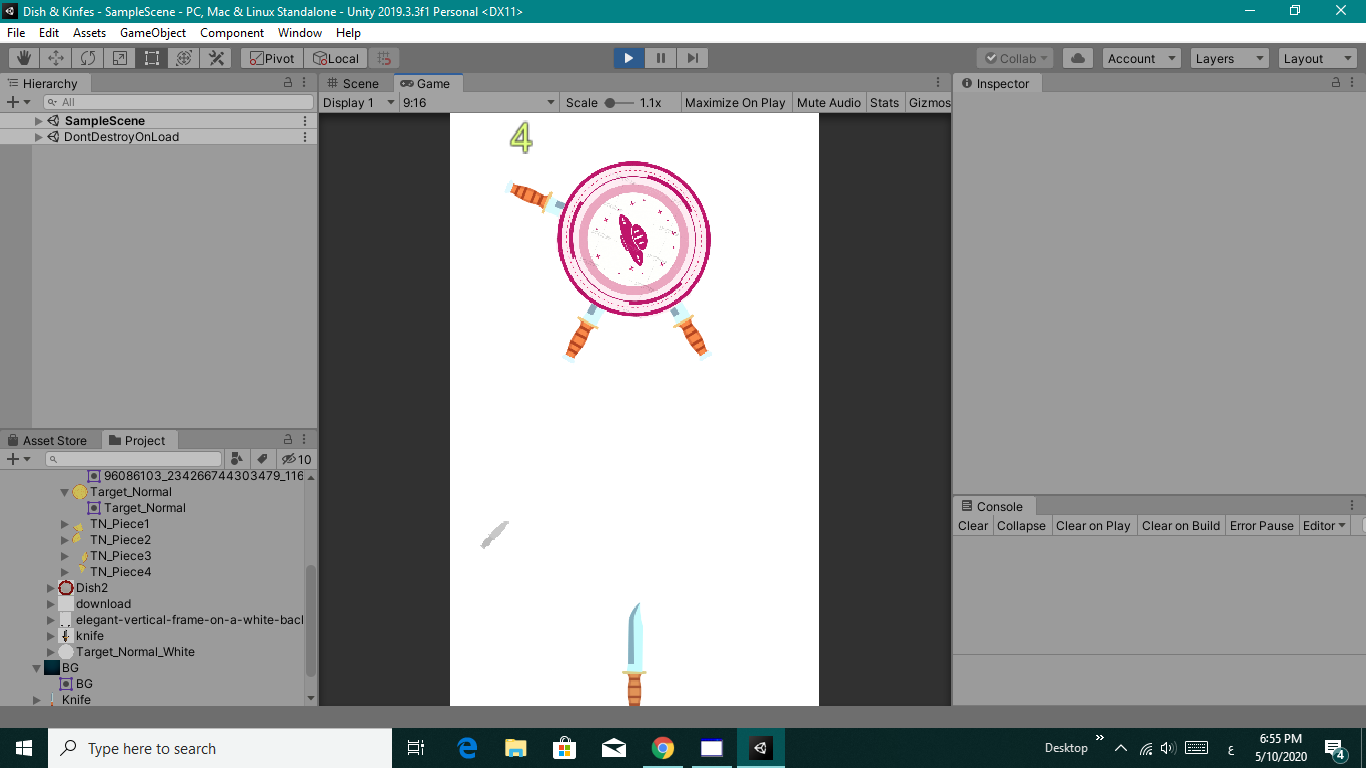 Dish & Kinfes - SampleScene - PC, Mac & Linux Standalone - Unity 2019.3.3f1 Personal <DX11>
File Edit Assets GameObject Component Window Help
Pivot Local Collab Account Layers Layout
Hierarchy
All
SampleScene
DontDestroyOnLoad
Scene Game
Display 1 9:16 Scale 1.1x Maximize On Play Mute Audio Stats Gizmos
4
Inspector
Asset Store Project
10
96086103_234266744303479_116
Target_Normal
Target_Normal
TN_Piece1
TN_Piece2
TN_Piece3
TN_Piece4
Dish2
download
elegant-vertical-frame-on-a-white-bacl
knife
Target_Normal_White
BG
BG
Knife
Console
Clear Collapse Clear on Play Clear on Build Error Pause Editor
Type here to search
Desktop
ع
6:55 PM
5/10/2020
4